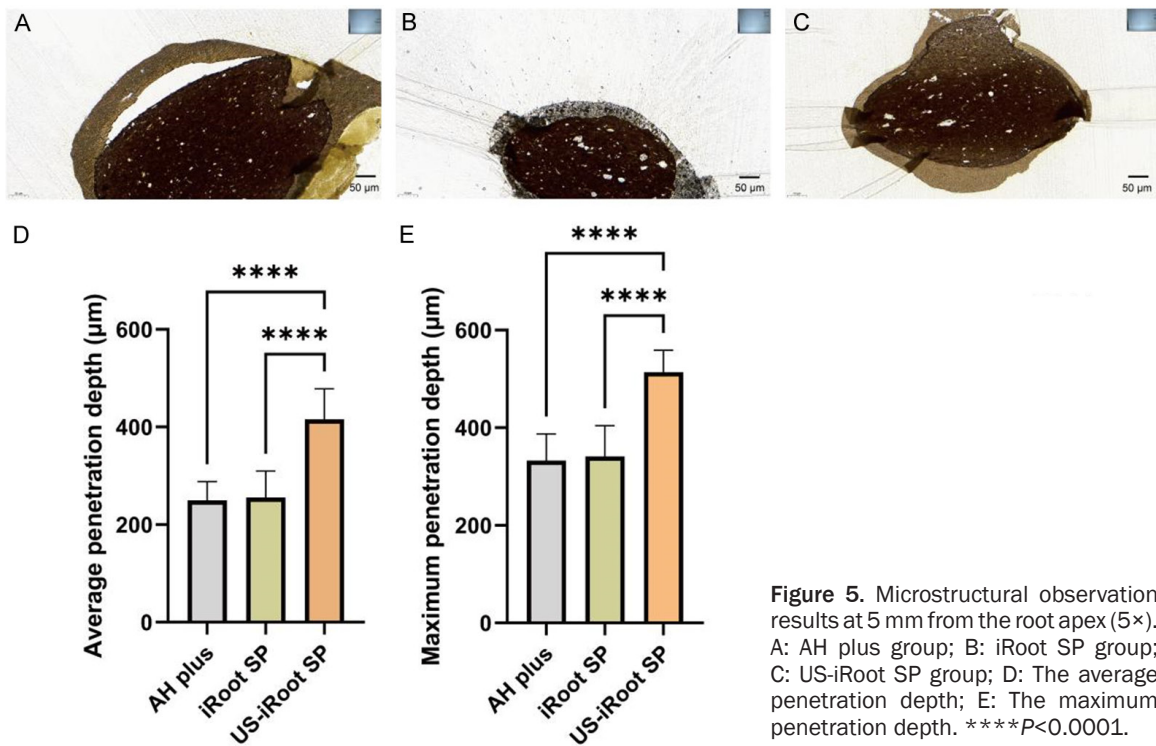 A
B
C
50 µm
50 µm
50 µm
D
E
****
****
****
****
Average penetration depth (µm)
600
400
200
0
AH plus
iRoot SP
US-iRoot SP
Maximum penetration depth (µm)
600
400
200
0
AH plus
iRoot SP
US-iRoot SP
Figure 5. Microstructural observation
results at 5 mm from the root apex (5×).
A: AH plus group; B: iRoot SP group;
C: US-iRoot SP group; D: The average
penetration depth; E: The maximum
penetration depth. ****P<0.0001.